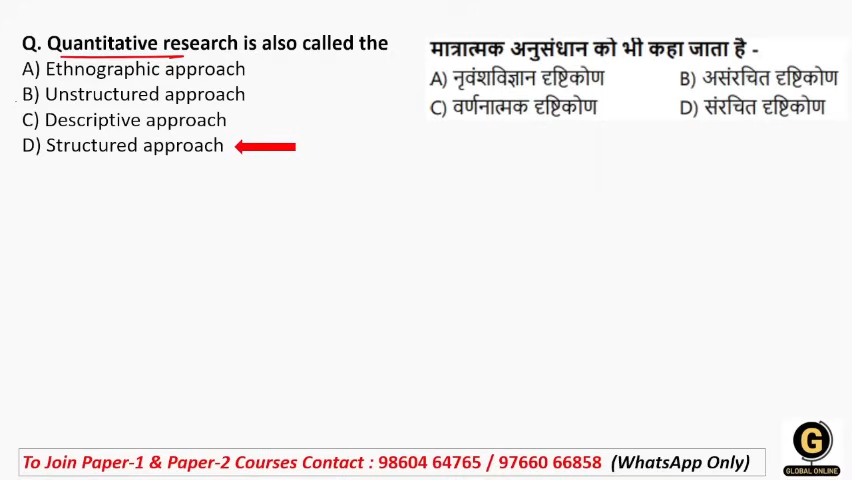 Q. Quantitative research is also called the
A) Ethnographic approach
B) Unstructured approach
C) Descriptive approach
D) Structured approach
मात्रात्मक अनुसंधान को भी कहा जाता है -
A) नृवंशविज्ञान दृष्टिकोण B) असंरचित दृष्टिकोण
C) वर्णनात्मक दृष्टिकोण D) संरचित दृष्टिकोण
To Join Paper-1 & Paper-2 Courses Contact : 98604 64765 / 97660 66858 (WhatsApp Only)
G
GLOBAL ONLINE